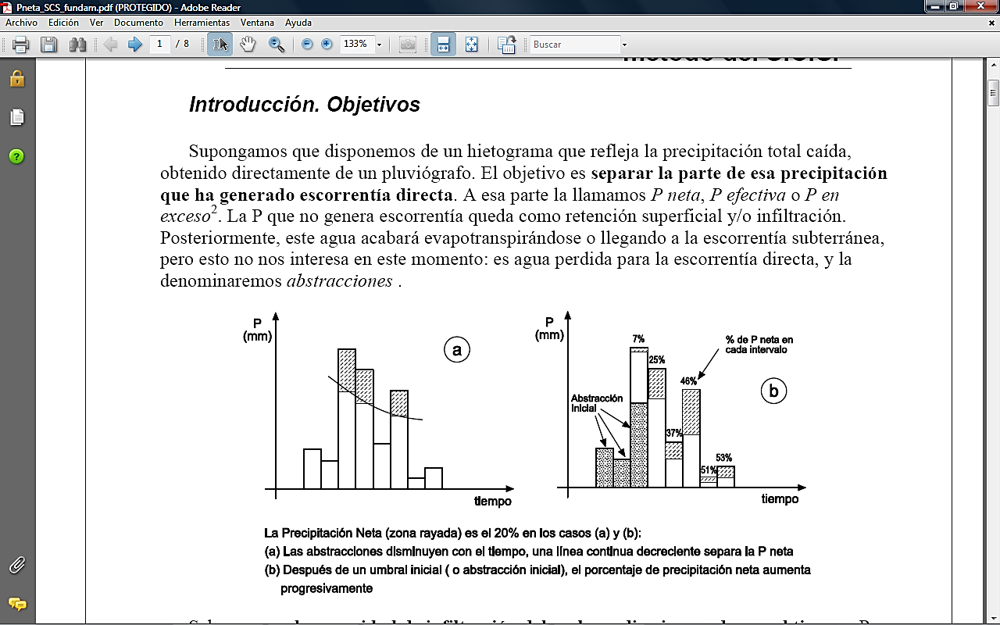 Pneta_SCS_fundam.pdf (PROTEGIDO) - Adobe Reader
Archivo Edición Ver Documento Herramientas Ventana Ayuda
1 / 8 133% Buscar
Introducción. Objetivos
Supongamos que disponemos de un hietograma que refleja la precipitación total caída,
obtenido directamente de un pluviógrafo. El objetivo es separar la parte de esa precipitación
que ha generado escorrentía directa. A esa parte la llamamos P neta, P efectiva o P en
exceso2. La P que no genera escorrentía queda como retención superficial y/o infiltración.
Posteriormente, este agua acabará evapotranspirándose o llegando a la escorrentía subterránea,
pero esto no nos interesa en este momento: es agua perdida para la escorrentía directa, y la
denominaremos abstracciones .
P
(mm)
a
tiempo
P
(mm)
7%
25%
46%
37%
51%
53%
% de P neta en
cada intervalo
Abstracción
Inicial
b
tiempo
La Precipitación Neta (zona rayada) es el 20% en los casos (a) y (b):
(a) Las abstracciones disminuyen con el tiempo, una línea continua decreciente separa la P neta
(b) Después de un umbral inicial ( o abstracción inicial), el porcentaje de precipitación neta aumenta
progresivamente